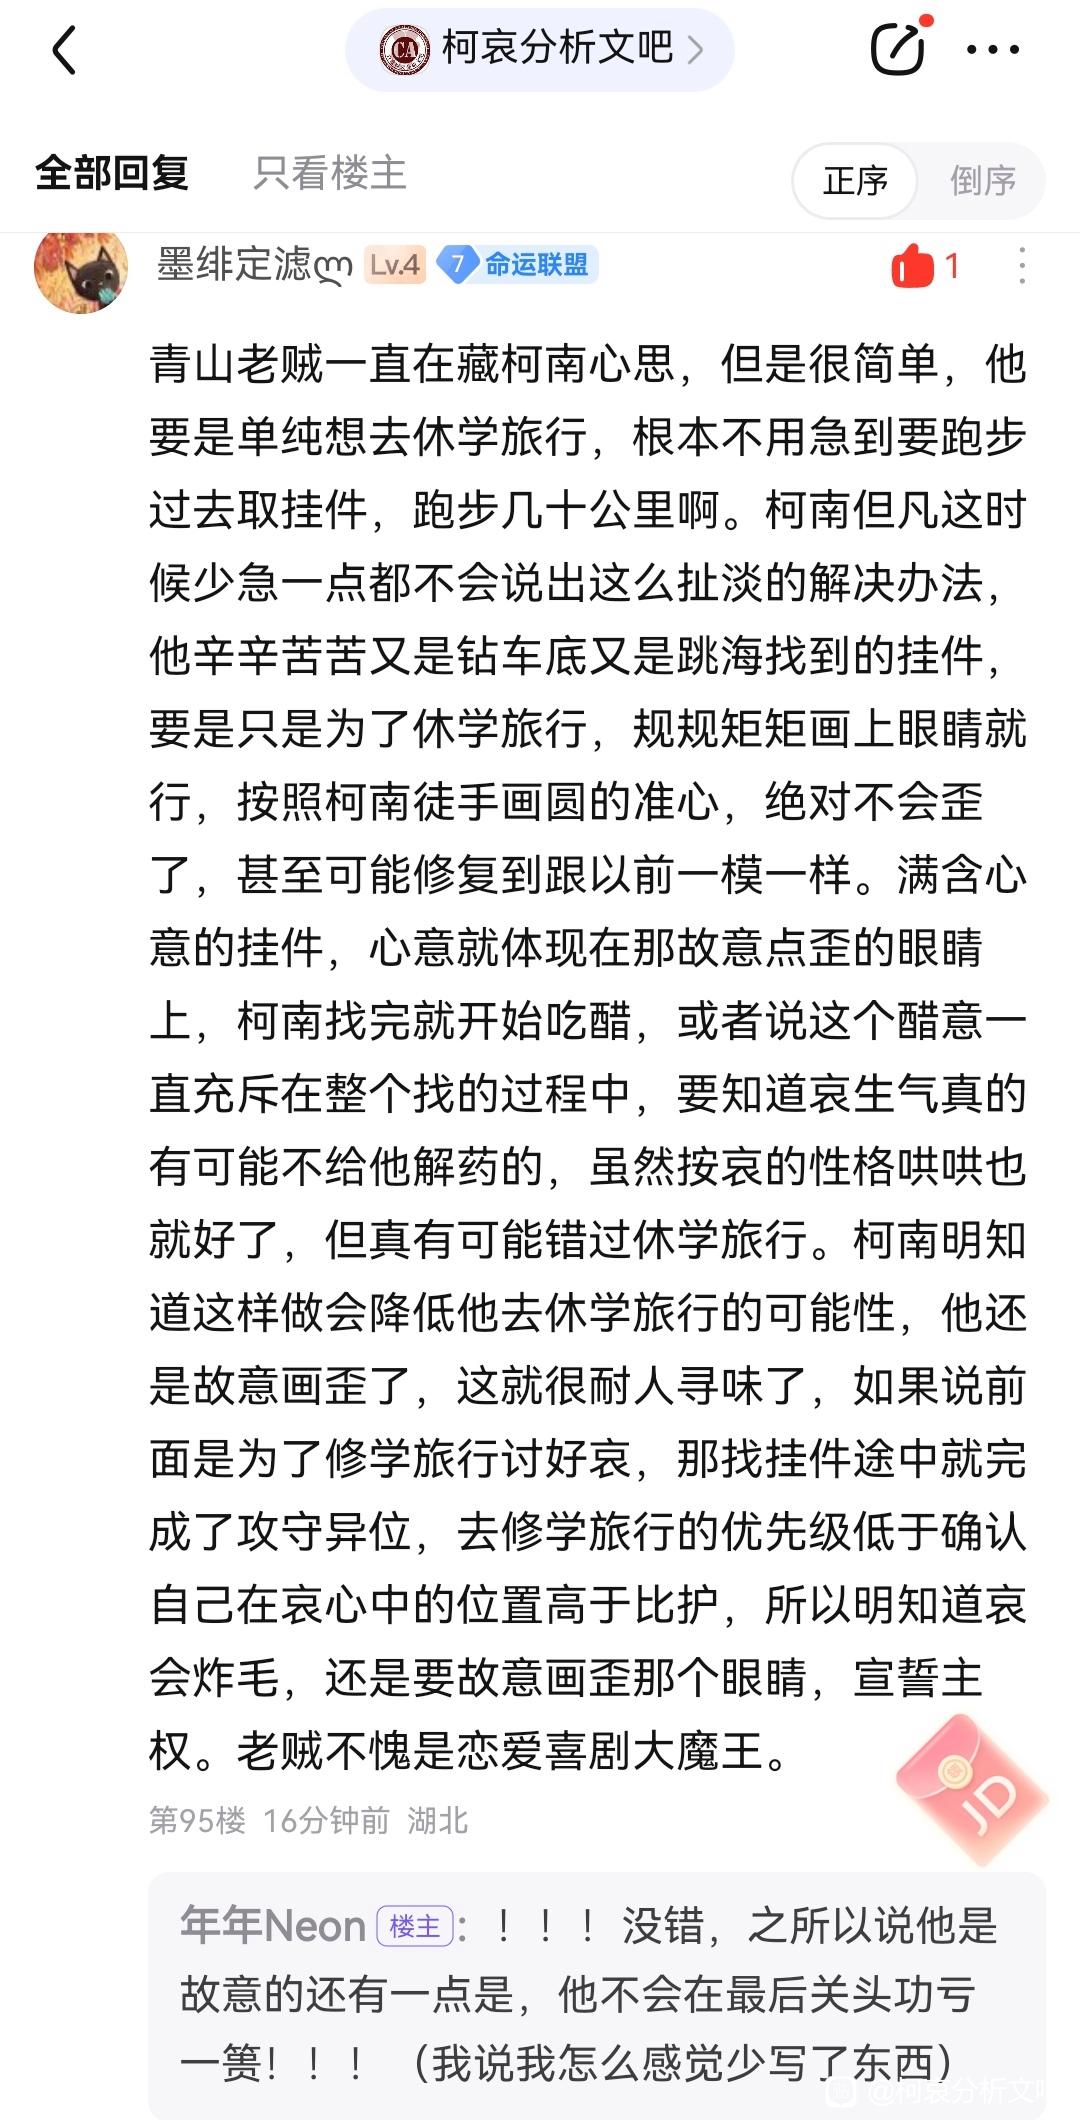 柯哀分析文吧
全部回复 只看楼主 正序 倒序
墨绯定滤ლ Lv.4 7 命运联盟 1
青山老贼一直在藏柯南心思，但是很简单，他
要是单纯想去休学旅行，根本不用急到要跑步
过去取挂件，跑步几十公里啊。柯南但凡这时
候少急一点都不会说出这么扯淡的解决办法，
他辛辛苦苦又是钻车底又是跳海找到的挂件，
要是只是为了休学旅行，规规矩矩画上眼睛就
行，按照柯南徒手画圆的准心，绝对不会歪
了，甚至可能修复到跟以前一模一样。满含心
意的挂件，心意就体现在那故意点歪的眼睛
上，柯南找完就开始吃醋，或者说这个醋意一
直充斥在整个找的过程中，要知道哀生气真的
有可能不给他解药的，虽然按哀的性格哄哄也
就好了，但真有可能错过休学旅行。柯南明知
道这样做会降低他去休学旅行的可能性，他还
是故意画歪了，这就很耐人寻味了，如果说前
面是为了修学旅行讨好哀，那找挂件途中就完
成了攻守异位，去修学旅行的优先级低于确认
自己在哀心中的位置高于比护，所以明知道哀
会炸毛，还是要故意画歪那个眼睛，宣誓主
权。老贼不愧是恋爱喜剧大魔王。
JD
第95楼 16分钟前 湖北
年年Neon 楼主：！！！没错，之所以说他是
故意的还有一点是，他不会在最后关头功亏
一篑！！！（我说我怎么感觉少写了东西）
@柯哀分析文吧